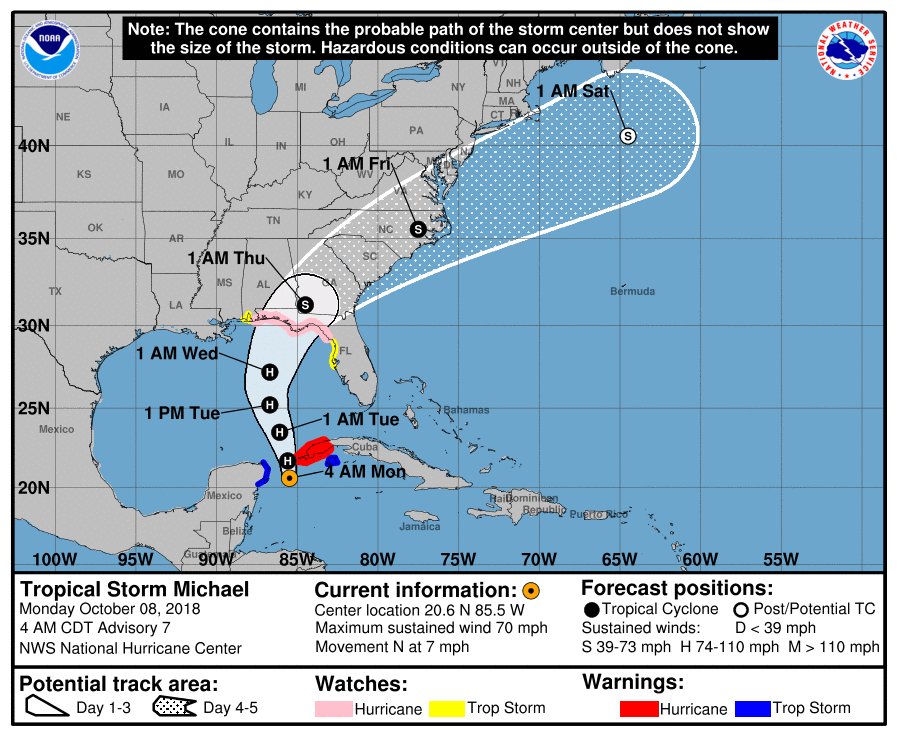 Note: The cone contains the probable path of the storm center but does not show
the size of the storm. Hazardous conditions can occur outside of the cone.
NOAA
NATIONAL WEATHER SERVICE
MI
NY
VT
NH
MA
CT
RI
1 AM Sat
S
NE
IA
IL
IN
OH
PA
NJ
40N
KS
MO
KY
WV
VA
MD
DE
1 AM Fri
S
35N
OK
AR
TN
NC
SC
1 AM Thu
S
TX
LA
MS
AL
GA
Bermuda
30N
FL
1 AM Wed
H
25N
1 PM Tue
H
1 AM Tue
H
Bahamas
Mexico
H
Cuba
4 AM Mon
20N
Mexico
Haiti
Dominican
Republic
Puerto Rico
Jamaica
Belize
Guatemala
100W 95W 90W 85W 80W 75W 70W 65W 60W 55W
Tropical Storm Michael
Monday October 08, 2018
4 AM CDT Advisory 7
NWS National Hurricane Center
Current information:
Center location 20.6 N 85.5 W
Maximum sustained wind 70 mph
Movement N at 7 mph
Forecast positions:
Tropical Cyclone Post/Potential TC
Sustained winds: D < 39 mph
S 39-73 mph H 74-110 mph M > 110 mph
Potential track area:
Day 1-3 Day 4-5
Watches:
Hurricane Trop Storm
Warnings:
Hurricane Trop Storm